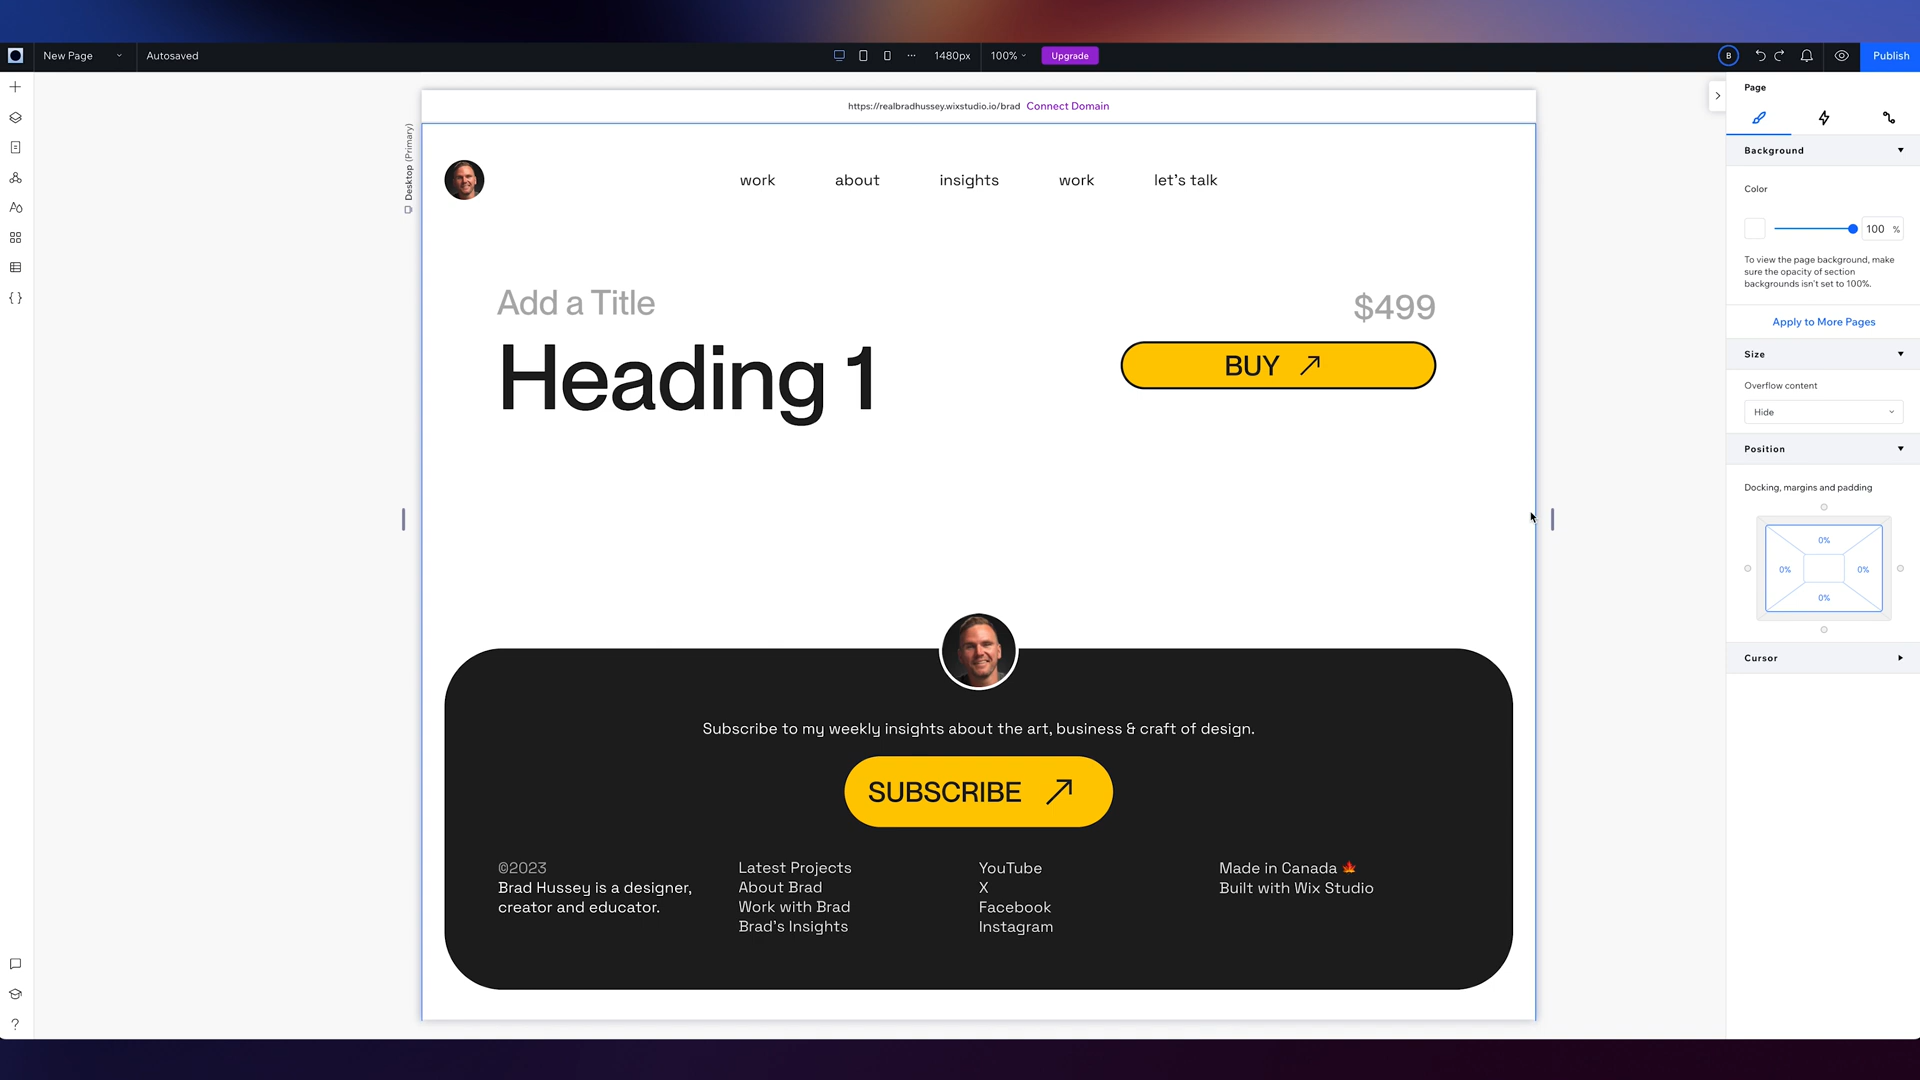 New Page
Autosaved
1480px
100%
Upgrade
B
Publish
https://realbradhussey.wixstudio.io/brad Connect Domain
Desktop (Primary)
work about insights work let's talk
Add a Title
$499
Heading 1
BUY
Subscribe to my weekly insights about the art, business & craft of design.
SUBSCRIBE
©2023
Brad Hussey is a designer,
creator and educator.
Latest Projects
About Brad
Work with Brad
Brad's Insights
YouTube
X
Facebook
Instagram
Made in Canada 🍁
Built with Wix Studio
Page
Background
Color
100 %
To view the page background, make
sure the opacity of section
backgrounds isn't set to 100%.
Apply to More Pages
Size
Overflow content
Hide
Position
Docking, margins and padding
0%
0% 0%
0%
Cursor